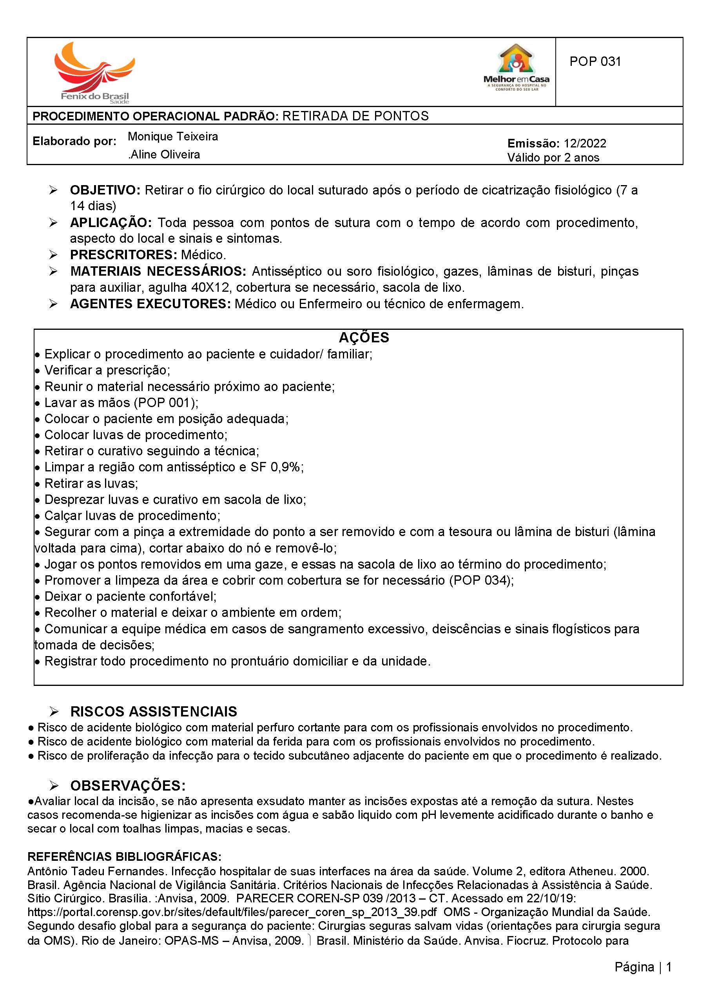 Fenix do Brasil
Saúde
Melhor em Casa
A SEGURANÇA DO HOSPITAL NO
CONFORTO DO SEU LAR
POP 031
PROCEDIMENTO OPERACIONAL PADRÃO: RETIRADA DE PONTOS
Elaborado por:
Monique Teixeira
.Aline Oliveira
Emissão: 12/2022
Válido por 2 anos
➢ OBJETIVO: Retirar o fio cirúrgico do local suturado após o período de cicatrização fisiológico (7 a
14 dias)
➢ APLICAÇÃO: Toda pessoa com pontos de sutura com o tempo de acordo com procedimento,
aspecto do local e sinais e sintomas.
➢ PRESCRITORES: Médico.
➢ MATERIAIS NECESSÁRIOS: Antisséptico ou soro fisiológico, gazes, lâminas de bisturi, pinças
para auxiliar, agulha 40X12, cobertura se necessário, sacola de lixo.
➢ AGENTES EXECUTORES: Médico ou Enfermeiro ou técnico de enfermagem.
AÇÕES
• Explicar o procedimento ao paciente e cuidador/ familiar;
• Verificar a prescrição;
• Reunir o material necessário próximo ao paciente;
• Lavar as mãos (POP 001);
• Colocar o paciente em posição adequada;
• Colocar luvas de procedimento;
• Retirar o curativo seguindo a técnica;
• Limpar a região com antisséptico e SF 0,9%;
• Retirar as luvas;
• Desprezar luvas e curativo em sacola de lixo;
• Calçar luvas de procedimento;
• Segurar com a pinça a extremidade do ponto a ser removido e com a tesoura ou lâmina de bisturi (lâmina
voltada para cima), cortar abaixo do nó e removê-lo;
• Jogar os pontos removidos em uma gaze, e essas na sacola de lixo ao término do procedimento;
• Promover a limpeza da área e cobrir com cobertura se for necessário (POP 034);
• Deixar o paciente confortável;
• Recolher o material e deixar o ambiente em ordem;
• Comunicar a equipe médica em casos de sangramento excessivo, deiscências e sinais flogísticos para
tomada de decisões;
• Registrar todo procedimento no prontuário domiciliar e da unidade.
➢ RISCOS ASSISTENCIAIS
● Risco de acidente biológico com material perfuro cortante para com os profissionais envolvidos no procedimento.
● Risco de acidente biológico com material da ferida para com os profissionais envolvidos no procedimento.
● Risco de proliferação da infecção para o tecido subcutâneo adjacente do paciente em que o procedimento é realizado.
➢ OBSERVAÇÕES:
●Avaliar local da incisão, se não apresenta exsudato manter as incisões expostas até a remoção da sutura. Nestes
casos recomenda-se higienizar as incisões com água e sabão liquido com pH levemente acidificado durante o banho e
secar o local com toalhas limpas, macias e secas.
REFERÊNCIAS BIBLIOGRÁFICAS:
Antônio Tadeu Fernandes. Infecção hospitalar de suas interfaces na área da saúde. Volume 2, editora Atheneu. 2000.
Brasil. Agência Nacional de Vigilância Sanitária. Critérios Nacionais de Infecções Relacionadas à Assistência à Saúde.
Sítio Cirúrgico. Brasília. :Anvisa, 2009. PARECER COREN-SP 039 /2013 – CT. Acessado em 22/10/19:
https://portal.corensp.gov.br/sites/default/files/parecer_coren_sp_2013_39.pdf OMS - Organização Mundial da Saúde.
Segundo desafio global para a segurança do paciente: Cirurgias seguras salvam vidas (orientações para cirurgia segura
da OMS). Rio de Janeiro: OPAS-MS – Anvisa, 2009. ⎫ Brasil. Ministério da Saúde. Anvisa. Fiocruz. Protocolo para
Página | 1